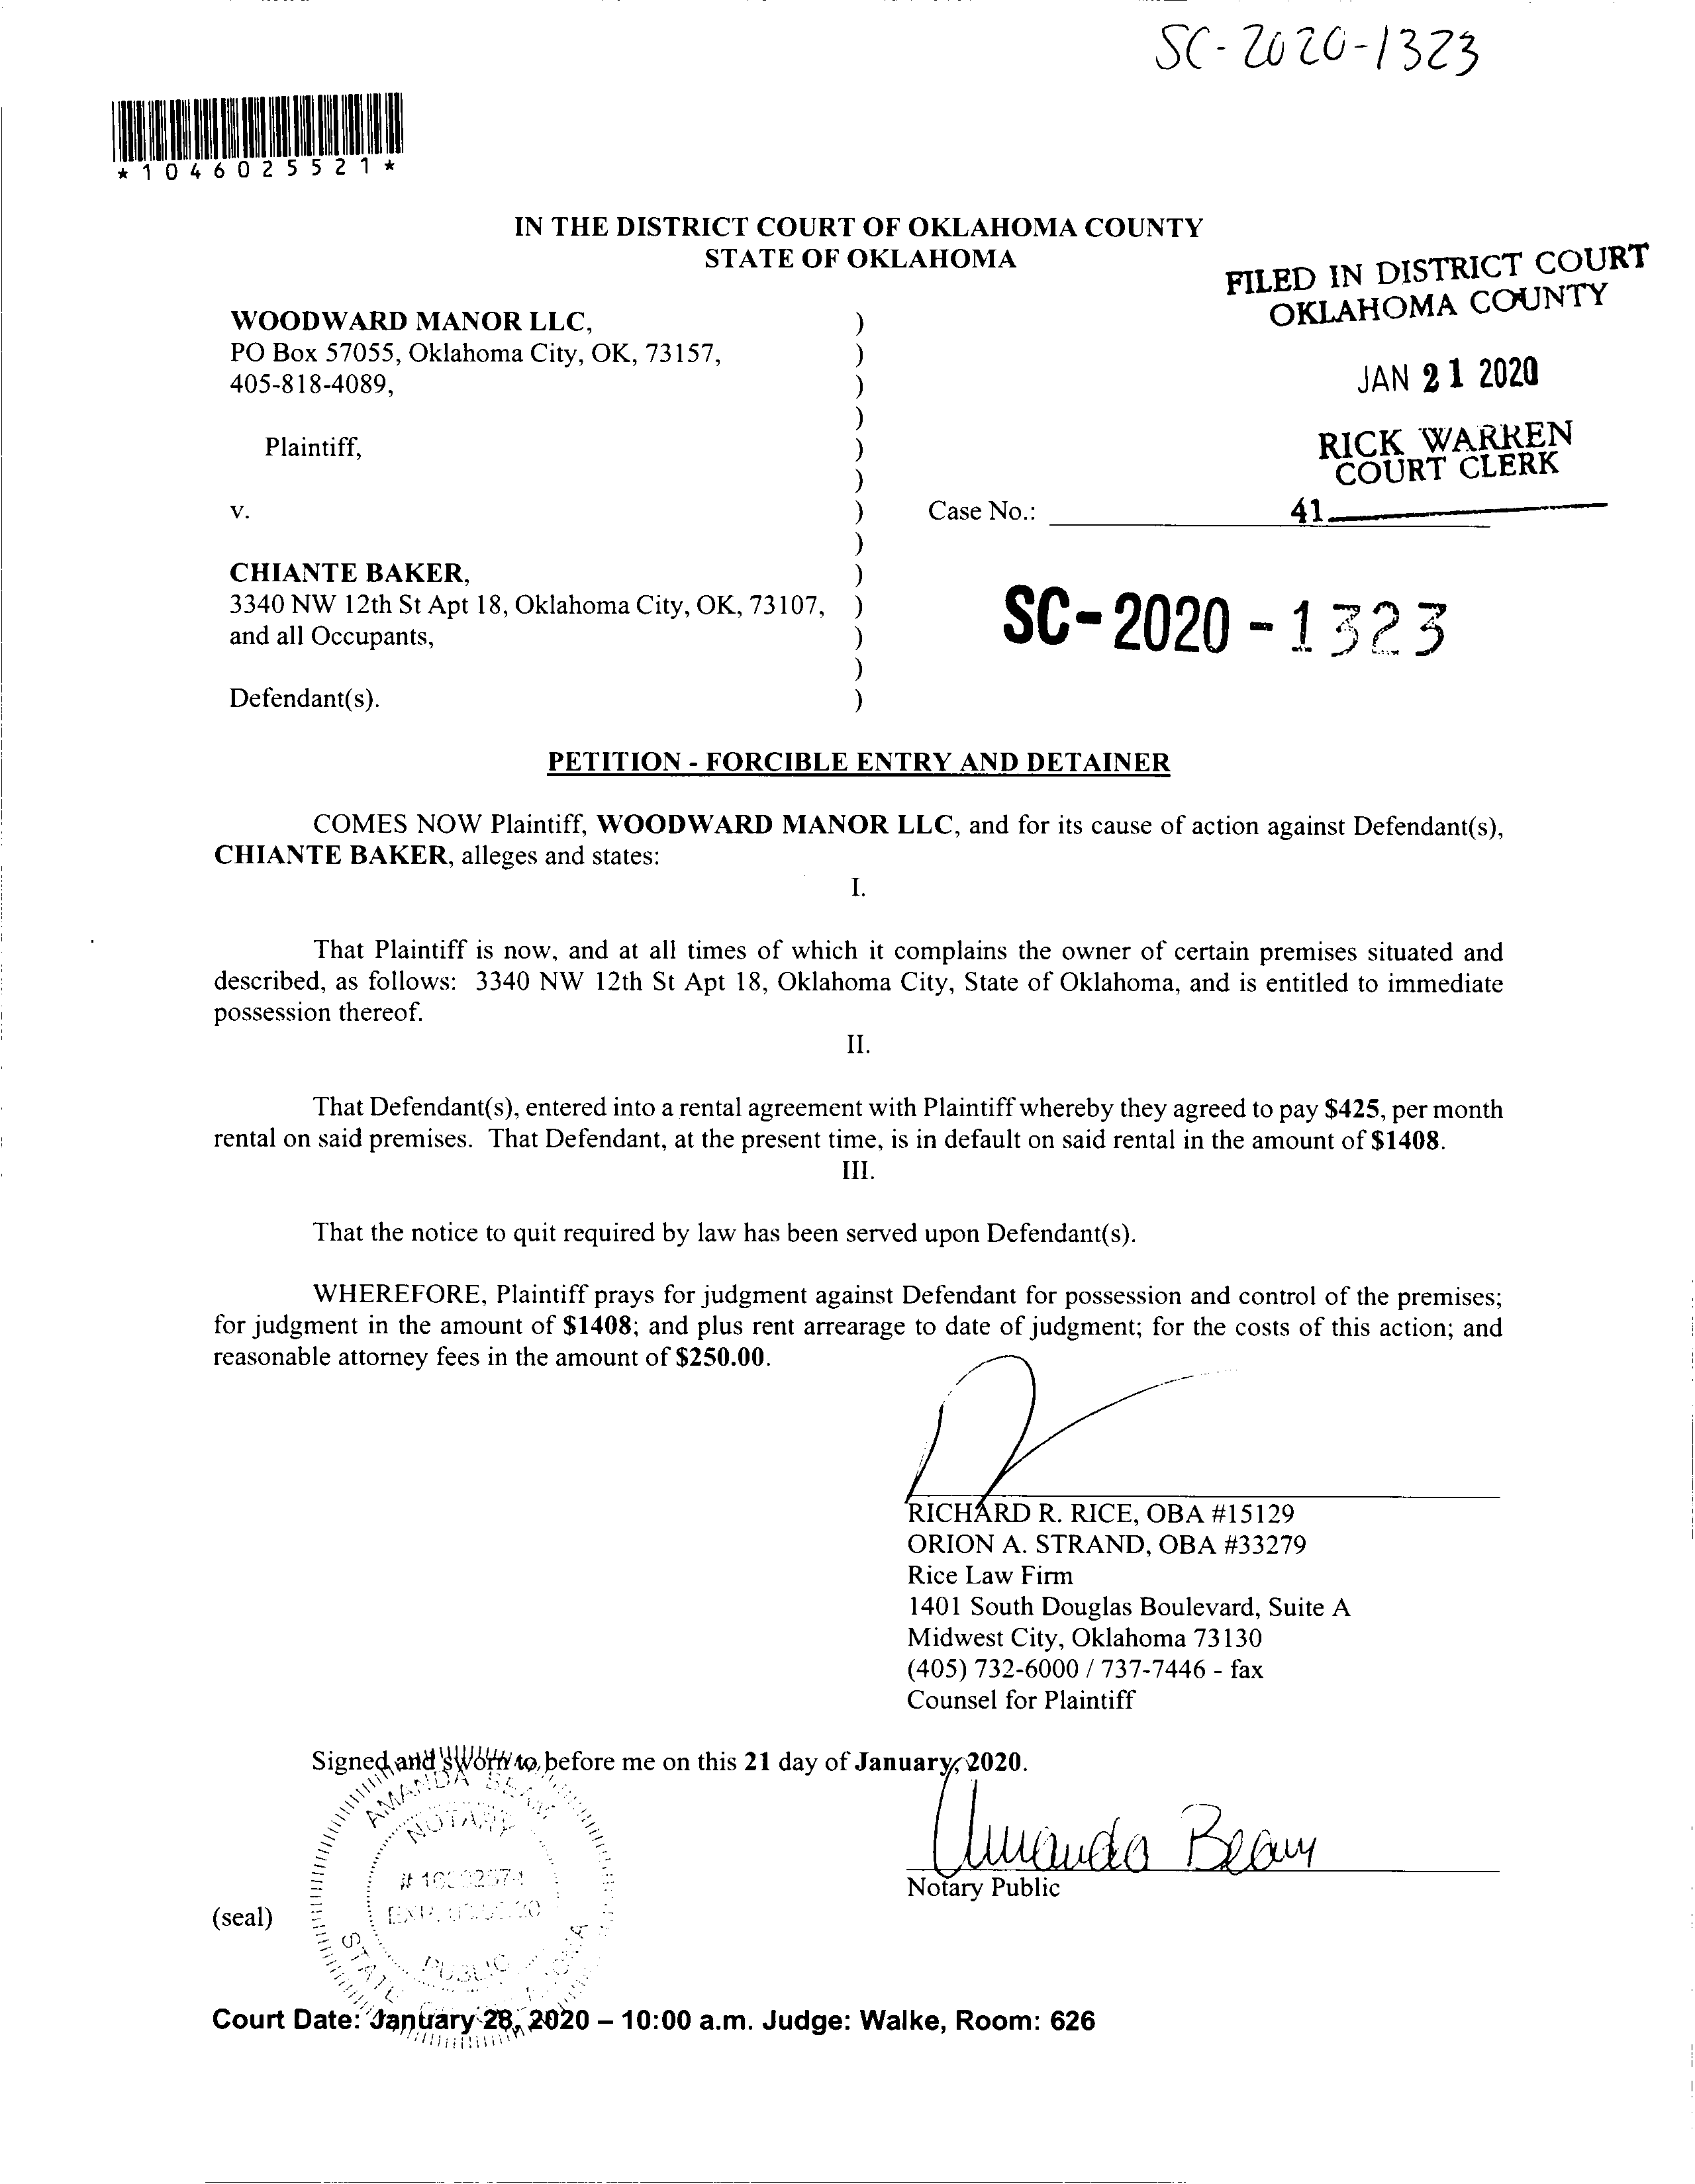 SC-2020-1323
*1046025521*
IN THE DISTRICT COURT OF OKLAHOMA COUNTY
STATE OF OKLAHOMA
FILED IN DISTRICT COURT
OKLAHOMA COUNTY
JAN 21 2020
RICK WARREN
COURT CLERK
41
WOODWARD MANOR LLC, )
PO Box 57055, Oklahoma City, OK, 73157, )
405-818-4089, )
)
Plaintiff, )
)
v. ) Case No.:
)
CHIANTE BAKER, )
3340 NW 12th St Apt 18, Oklahoma City, OK, 73107, )
and all Occupants, )
)
Defendant(s). )
SC-2020-1323
PETITION - FORCIBLE ENTRY AND DETAINER
COMES NOW Plaintiff, WOODWARD MANOR LLC, and for its cause of action against Defendant(s),
CHIANTE BAKER, alleges and states:
I.
That Plaintiff is now, and at all times of which it complains the owner of certain premises situated and
described, as follows: 3340 NW 12th St Apt 18, Oklahoma City, State of Oklahoma, and is entitled to immediate
possession thereof.
II.
That Defendant(s), entered into a rental agreement with Plaintiff whereby they agreed to pay $425, per month
rental on said premises. That Defendant, at the present time, is in default on said rental in the amount of $1408.
III.
That the notice to quit required by law has been served upon Defendant(s).
WHEREFORE, Plaintiff prays for judgment against Defendant for possession and control of the premises;
for judgment in the amount of $1408; and plus rent arrearage to date of judgment; for the costs of this action; and
reasonable attorney fees in the amount of $250.00.
RICHARD R. RICE, OBA #15129
ORION A. STRAND, OBA #33279
Rice Law Firm
1401 South Douglas Boulevard, Suite A
Midwest City, Oklahoma 73130
(405) 732-6000 / 737-7446 - fax
Counsel for Plaintiff
Signed and sworn to before me on this 21 day of January, 2020.
AMANDA BEAM
NOTARY
PUBLIC
STATE
Amanda Beam
Notary Public
(seal)
Court Date: January 28, 2020 – 10:00 a.m. Judge: Walke, Room: 626